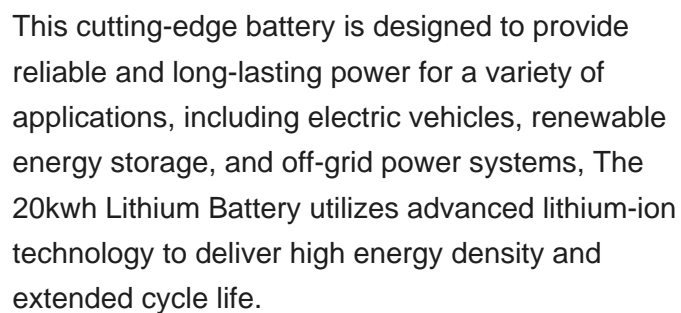 This cutting-edge battery is designed to provide
reliable and long-lasting power for a variety of
applications, including electric vehicles, renewable
energy storage, and off-grid power systems, The
20kwh Lithium Battery utilizes advanced lithium-ion
technology to deliver high energy density and
extended cycle life.